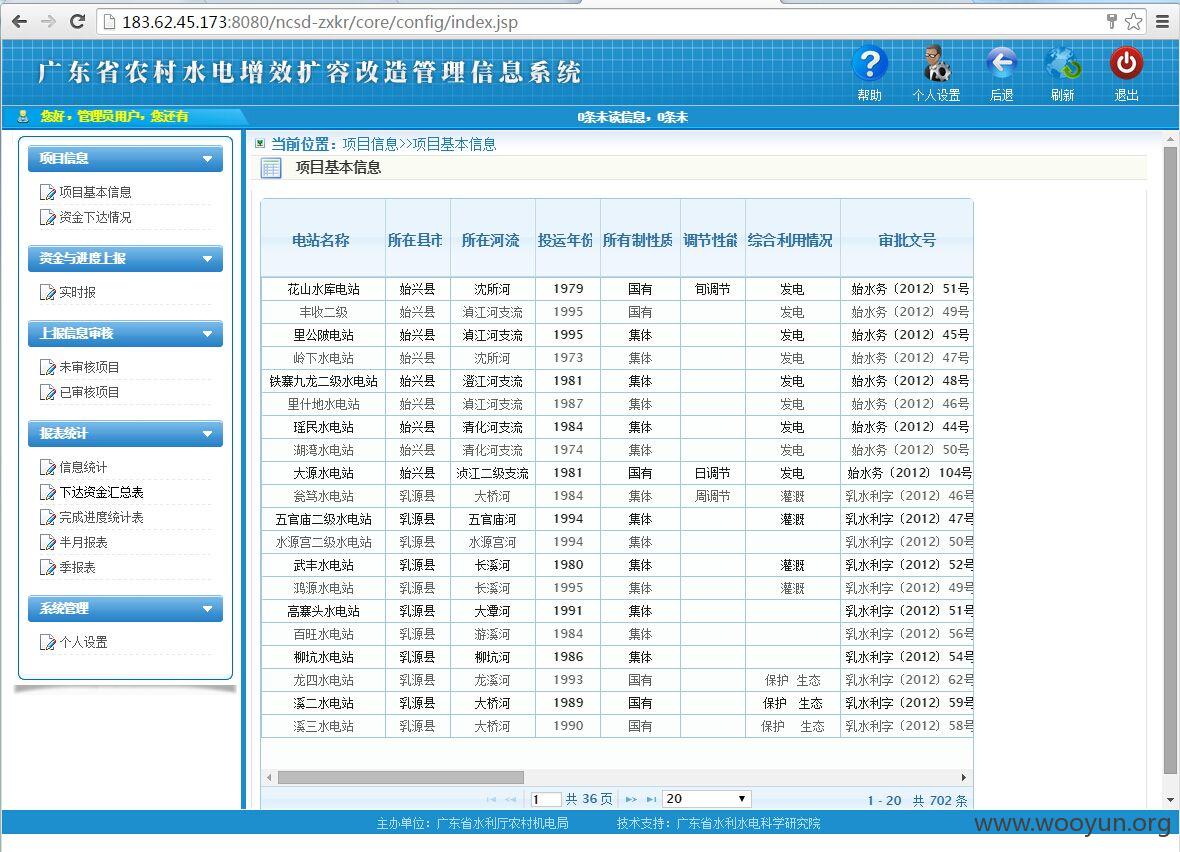 183.62.45.173:8080/ncsd-zxkr/core/config/index.jsp
广东省农村水电增效扩容改造管理信息系统
帮助 个人设置 后退 刷新 退出
您好，管理员用户，您还有 0条未读信息，0条未
当前位置：项目信息>>项目基本信息
项目基本信息
项目信息
项目基本信息
资金下达情况
资金与进度上报
实时报
上报信息审核
未审核项目
已审核项目
报表统计
信息统计
下达资金汇总表
完成进度统计表
半月报表
季报表
系统管理
个人设置
电站名称 所在县市 所在河流 投运年份 所有制性质 调节性能 综合利用情况 审批文号
花山水库电站 始兴县 沈所河 1979 国有 旬调节 发电 始水务〔2012〕51号
丰收二级 始兴县 浈江河支流 1995 国有 发电 始水务〔2012〕49号
里公陂电站 始兴县 浈江河支流 1995 集体 发电 始水务〔2012〕45号
岭下水电站 始兴县 沈所河 1973 集体 发电 始水务〔2012〕47号
铁寨九龙二级水电站 始兴县 澄江河支流 1981 集体 发电 始水务〔2012〕48号
里什地水电站 始兴县 浈江河支流 1987 集体 发电 始水务〔2012〕46号
瑶民水电站 始兴县 清化河支流 1984 集体 发电 始水务〔2012〕44号
湖湾水电站 始兴县 清化河支流 1974 集体 发电 始水务〔2012〕50号
大源水电站 始兴县 浈江二级支流 1981 国有 日调节 发电 始水务〔2012〕104号
瓮笃水电站 乳源县 大桥河 1984 集体 周调节 灌溉 乳水利字〔2012〕46号
五官庙二级水电站 乳源县 五官庙河 1994 集体 灌溉 乳水利字〔2012〕47号
水源宫二级水电站 乳源县 水源宫河 1994 集体 乳水利字〔2012〕50号
武丰水电站 乳源县 长溪河 1980 集体 灌溉 乳水利字〔2012〕52号
鸿源水电站 乳源县 长溪河 1995 集体 灌溉 乳水利字〔2012〕49号
高寨头水电站 乳源县 大潭河 1991 集体 乳水利字〔2012〕51号
百旺水电站 乳源县 游溪河 1984 集体 乳水利字〔2012〕56号
柳坑水电站 乳源县 柳坑河 1986 集体 乳水利字〔2012〕54号
龙四水电站 乳源县 龙溪河 1993 国有 保护 生态 乳水利字〔2012〕62号
溪二水电站 乳源县 大桥河 1989 国有 保护 生态 乳水利字〔2012〕59号
溪三水电站 乳源县 大桥河 1990 国有 保护 生态 乳水利字〔2012〕58号
1 共 36 页 20 1 - 20 共 702 条
主办单位：广东省水利厅农村机电局 技术支持：广东省水利水电科学研究院
www.wooyun.org